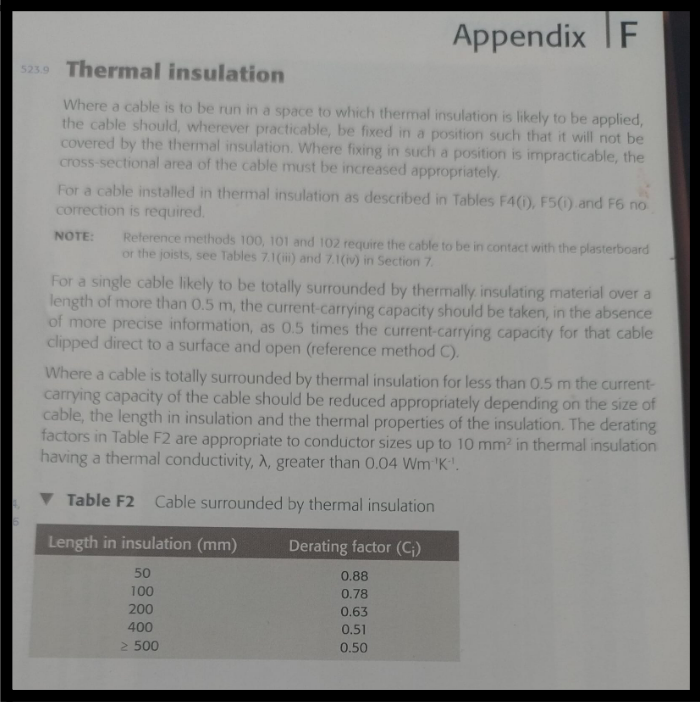 Appendix F
523.9 Thermal insulation
Where a cable is to be run in a space to which thermal insulation is likely to be applied,
the cable should, wherever practicable, be fixed in a position such that it will not be
covered by the thermal insulation. Where fixing in such a position is impracticable, the
cross-sectional area of the cable must be increased appropriately.
For a cable installed in thermal insulation as described in Tables F4(i), F5(i) and F6 no
correction is required.
NOTE: Reference methods 100, 101 and 102 require the cable to be in contact with the plasterboard
or the joists, see Tables 7.1(iii) and 7.1(iv) in Section 7.
For a single cable likely to be totally surrounded by thermally insulating material over a
length of more than 0.5 m, the current-carrying capacity should be taken, in the absence
of more precise information, as 0.5 times the current-carrying capacity for that cable
clipped direct to a surface and open (reference method C).
Where a cable is totally surrounded by thermal insulation for less than 0.5 m the current-
carrying capacity of the cable should be reduced appropriately depending on the size of
cable, the length in insulation and the thermal properties of the insulation. The derating
factors in Table F2 are appropriate to conductor sizes up to 10 mm² in thermal insulation
having a thermal conductivity, λ, greater than 0.04 Wm⁻¹K⁻¹.
▼ Table F2 Cable surrounded by thermal insulation
Length in insulation (mm) Derating factor (Cᵢ)
50 0.88
100 0.78
200 0.63
400 0.51
≥ 500 0.50